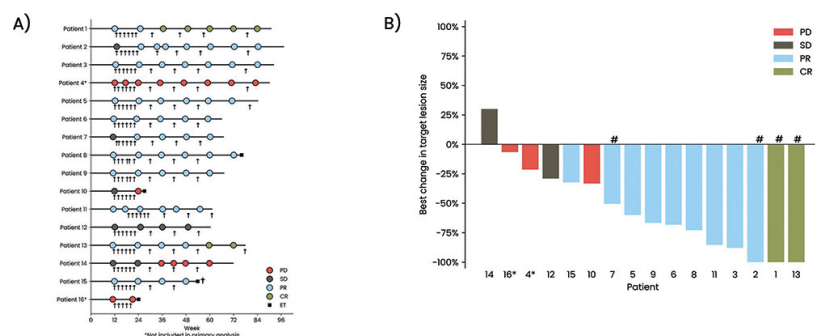 A)
Patient 1
Patient 2
Patient 3
Patient 4*
Patient 5
Patient 6
Patient 7
Patient 8
Patient 9
Patient 10
Patient 11
Patient 12
Patient 13
Patient 14
Patient 15
Patient 16*
PD
SD
PR
CR
ET
0 12 24 36 48 60 72 84 96
Week
*Not included in primary analysis
B)
Best change in target lesion size
100%
75%
50%
25%
0%
-25%
-50%
-75%
-100%
PD
SD
PR
CR
# # # #
14 16* 4* 12 15 10 7 5 9 6 8 11 3 2 1 13
Patient